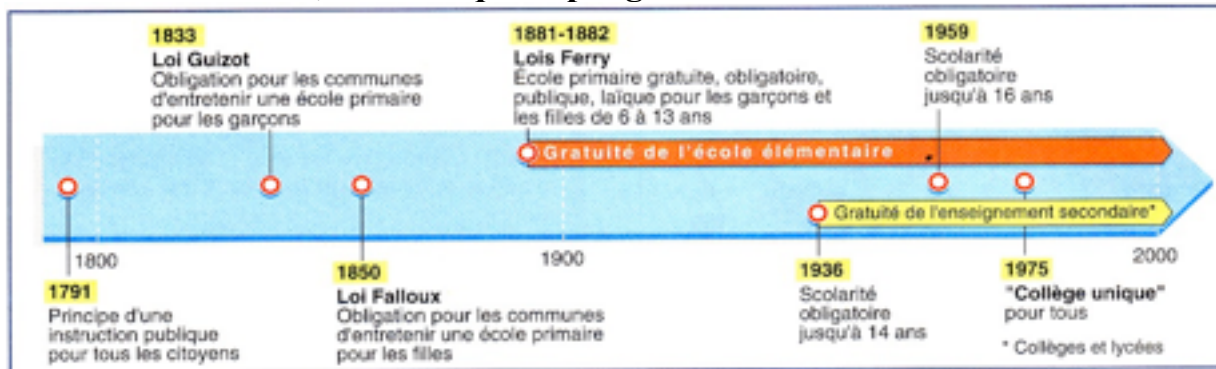 1833
Loi Guizot
Obligation pour les communes
d'entretenir une école primaire
pour les garçons
1881-1882
Lois Ferry
École primaire gratuite, obligatoire,
publique, laïque pour les garçons et
les filles de 6 à 13 ans
1959
Scolarité
obligatoire
jusqu'à 16 ans
Gratuité de l'école élémentaire
Gratuité de l'enseignement secondaire*
1800
1900
2000
1791
Principe d'une
instruction publique
pour tous les citoyens
1850
Loi Falloux
Obligation pour les communes
d'entretenir une école primaire
pour les filles
1936
Scolarité
obligatoire
jusqu'à 14 ans
1975
"Collège unique"
pour tous
* Collèges et lycées